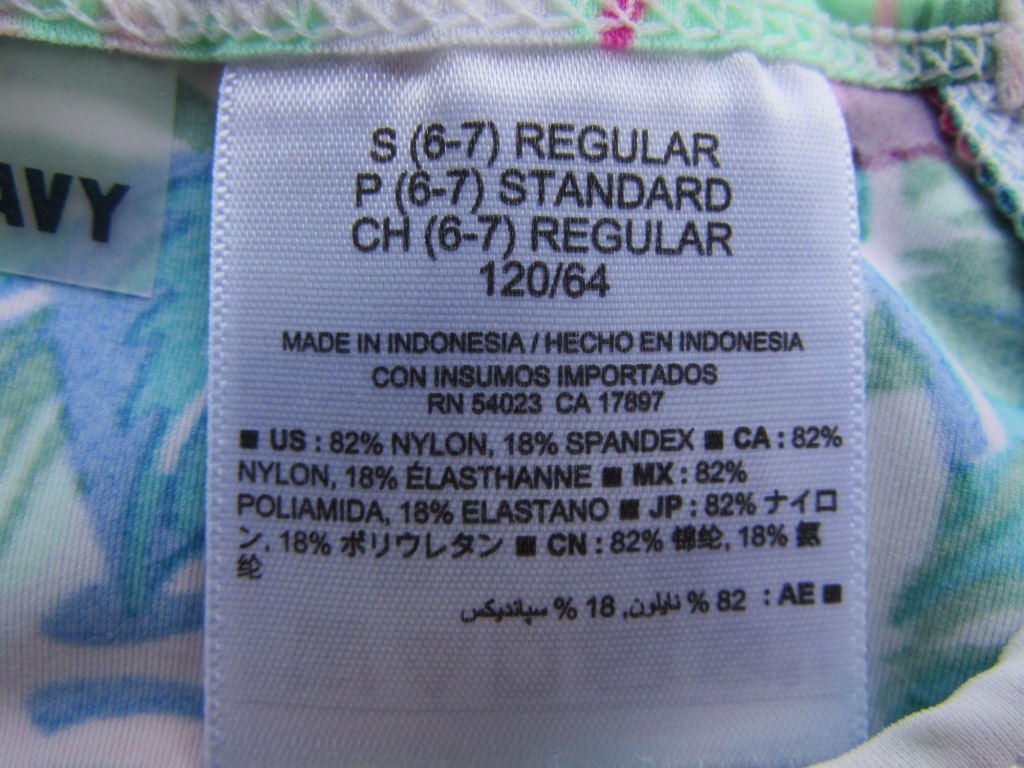 AVY
S (6-7) REGULAR
P (6-7) STANDARD
CH (6-7) REGULAR
120/64
MADE IN INDONESIA / HECHO EN INDONESIA
CON INSUMOS IMPORTADOS
RN 54023 CA 17897
■ US : 82% NYLON, 18% SPANDEX ■ CA : 82%
NYLON, 18% ÉLASTHANNE ■ MX : 82%
POLIAMIDA, 18% ELASTANO ■ JP : 82% ナイロ
ン, 18% ポリウレタン ■ CN : 82% 锦纶, 18% 氨
纶
■ AE : 82 % نايلون, 18 % سپانديكس